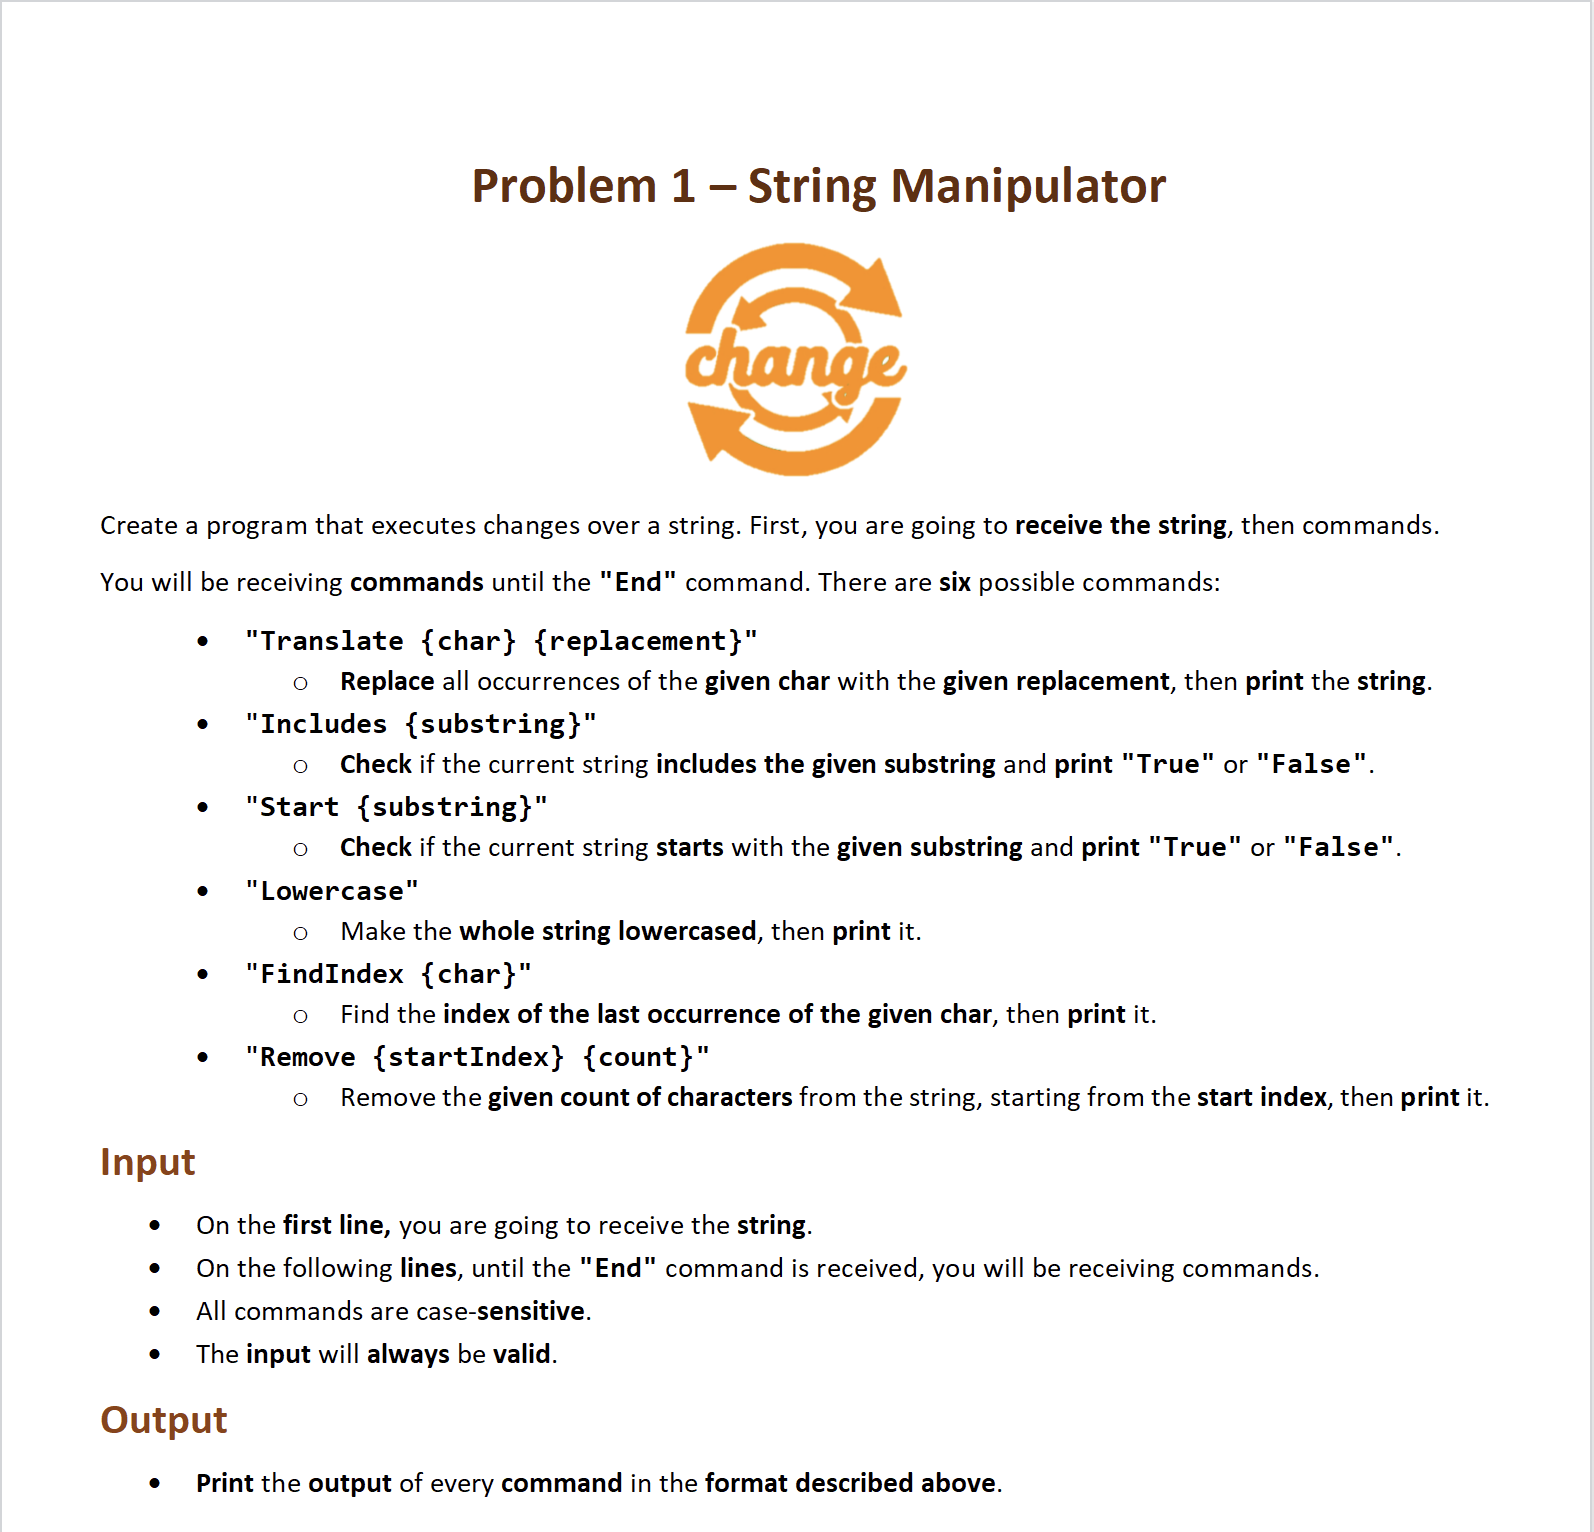 Problem 1 – String Manipulator
change
Create a program that executes changes over a string. First, you are going to receive the string, then commands.
You will be receiving commands until the "End" command. There are six possible commands:
• "Translate {char} {replacement}"
o Replace all occurrences of the given char with the given replacement, then print the string.
• "Includes {substring}"
o Check if the current string includes the given substring and print "True" or "False".
• "Start {substring}"
o Check if the current string starts with the given substring and print "True" or "False".
• "Lowercase"
o Make the whole string lowercased, then print it.
• "FindIndex {char}"
o Find the index of the last occurrence of the given char, then print it.
• "Remove {startIndex} {count}"
o Remove the given count of characters from the string, starting from the start index, then print it.
Input
• On the first line, you are going to receive the string.
• On the following lines, until the "End" command is received, you will be receiving commands.
• All commands are case-sensitive.
• The input will always be valid.
Output
• Print the output of every command in the format described above.